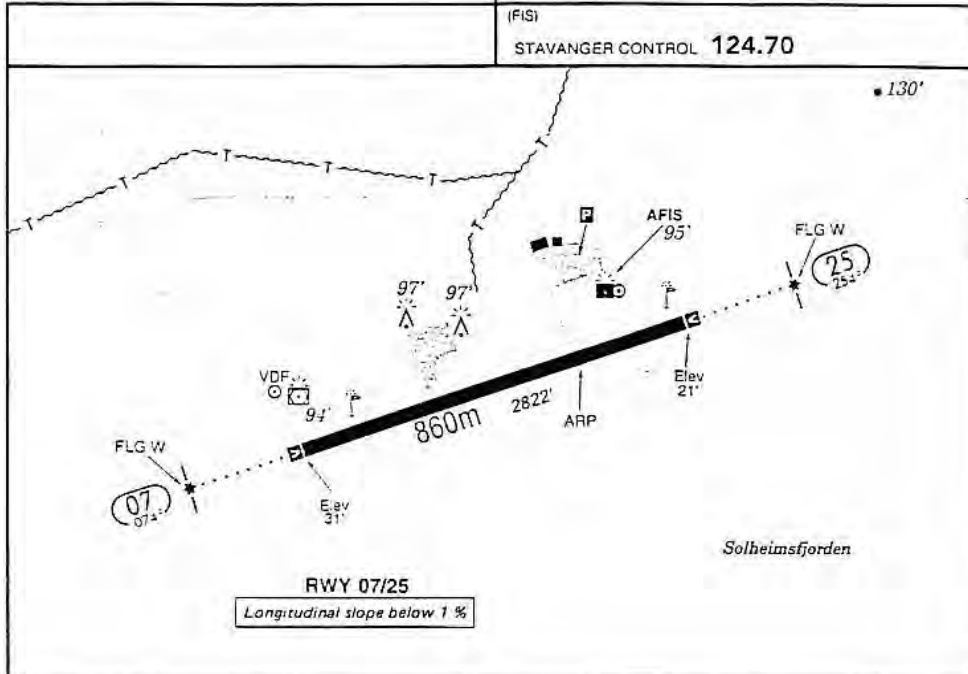 (FIS)
STAVANGER CONTROL 124.70
130'
T
T
T
T
T
T
P
AFIS
95'
FLG W
25
254°
97'
97'
VDF
94'
Elev
21'
860m
2822'
ARP
FLG W
07
074°
Elev
31'
Solheimsfjorden
RWY 07/25
Longitudinal slope below 1 %